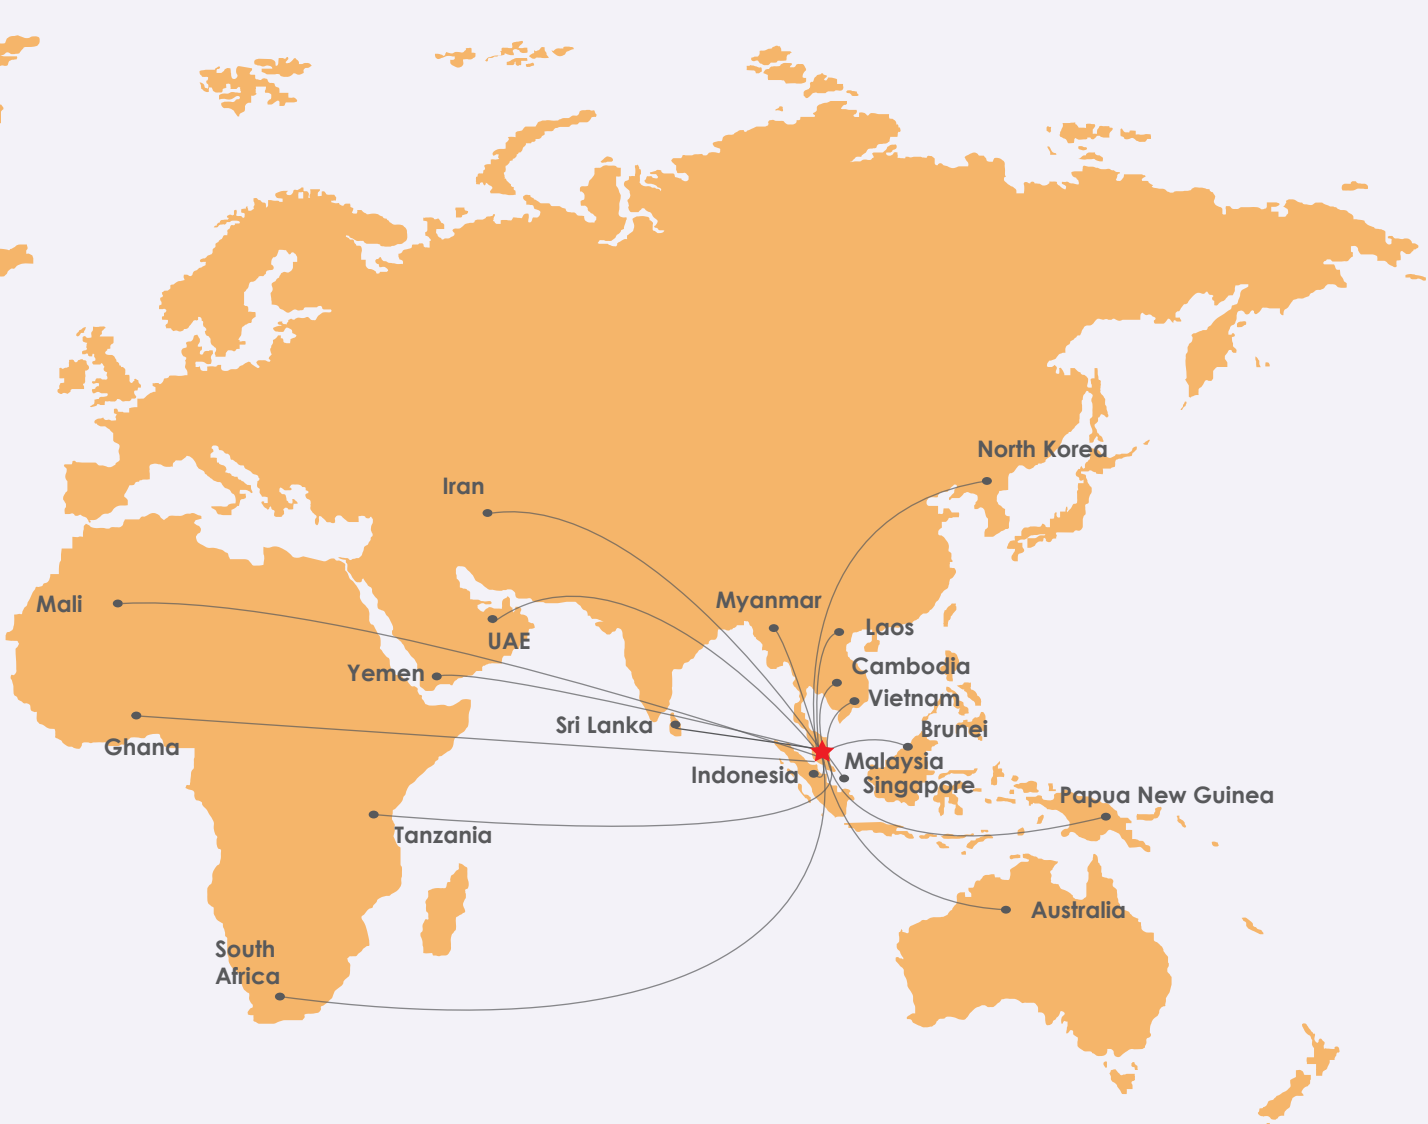 North Korea
Iran
Myanmar
Mali
Laos
UAE
Cambodia
Yemen
Vietnam
Sri Lanka
Brunei
Ghana
Malaysia
Indonesia
Singapore
Papua New Guinea
Tanzania
Australia
South
Africa